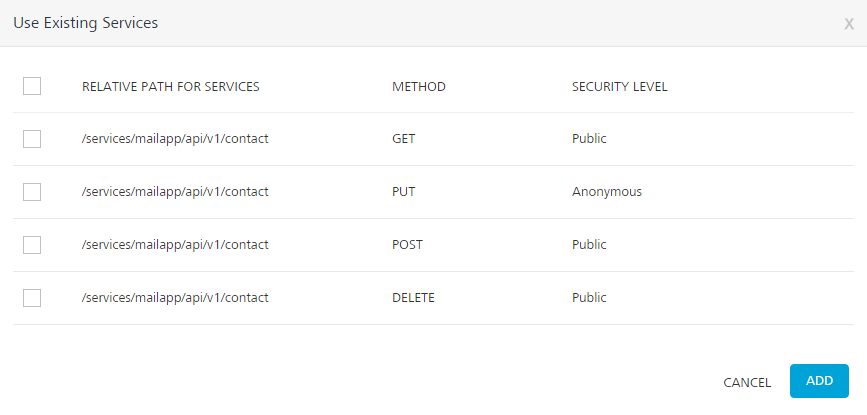 Use Existing Services X
RELATIVE PATH FOR SERVICES METHOD SECURITY LEVEL
/services/mailapp/api/v1/contact GET Public
/services/mailapp/api/v1/contact PUT Anonymous
/services/mailapp/api/v1/contact POST Public
/services/mailapp/api/v1/contact DELETE Public
CANCEL ADD